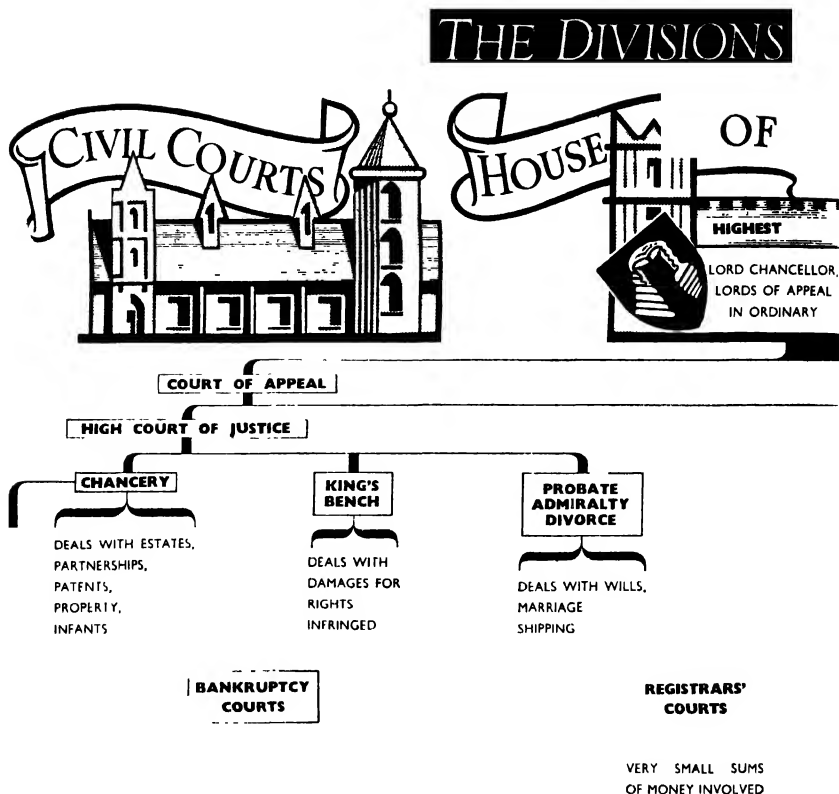 THE DIVISIONS
CIVIL COURTS
HOUSE OF
HIGHEST
LORD CHANCELLOR,
LORDS OF APPEAL
IN ORDINARY
COURT OF APPEAL
HIGH COURT OF JUSTICE
CHANCERY
DEALS WITH ESTATES,
PARTNERSHIPS,
PATENTS,
PROPERTY,
INFANTS
KING'S
BENCH
DEALS WITH
DAMAGES FOR
RIGHTS
INFRINGED
PROBATE
ADMIRALTY
DIVORCE
DEALS WITH WILLS,
MARRIAGE
SHIPPING
BANKRUPTCY
COURTS
REGISTRARS'
COURTS
VERY SMALL SUMS
OF MONEY INVOLVED